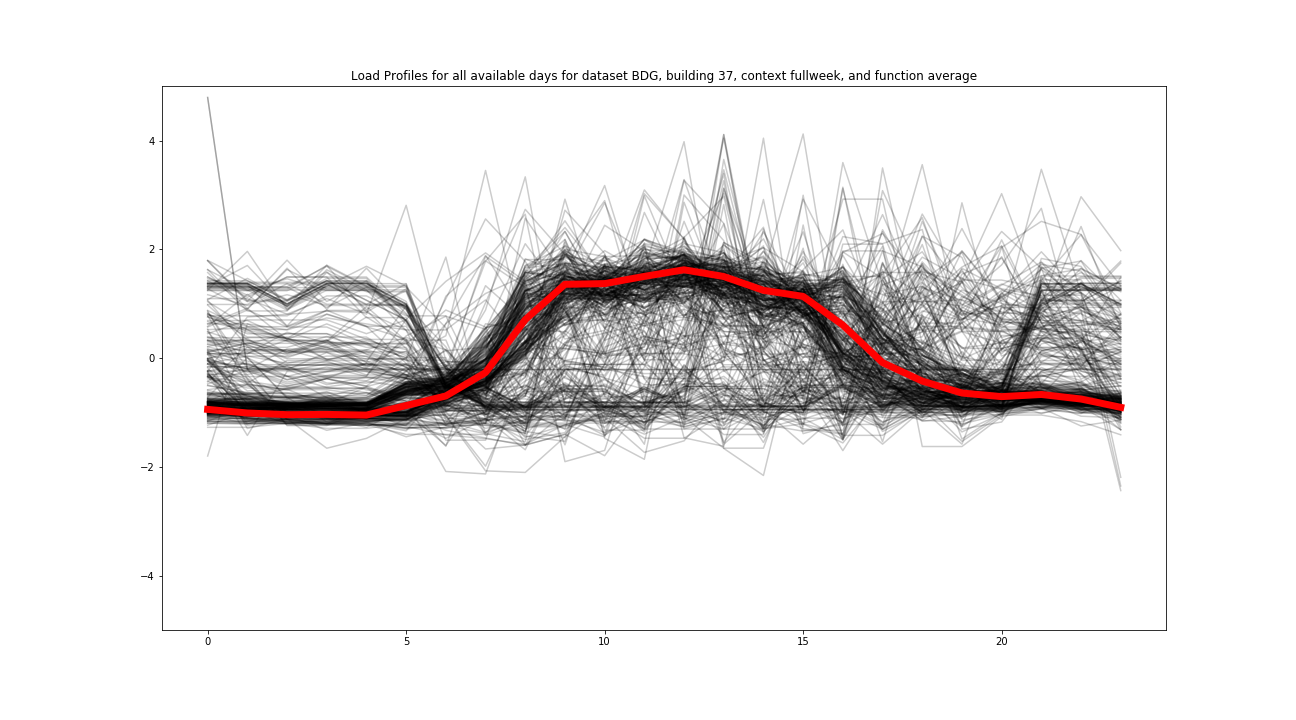 Load Profiles for all available days for dataset BDG, building 37, context fullweek, and function average
4
2
0
−2
−4
0 5 10 15 20